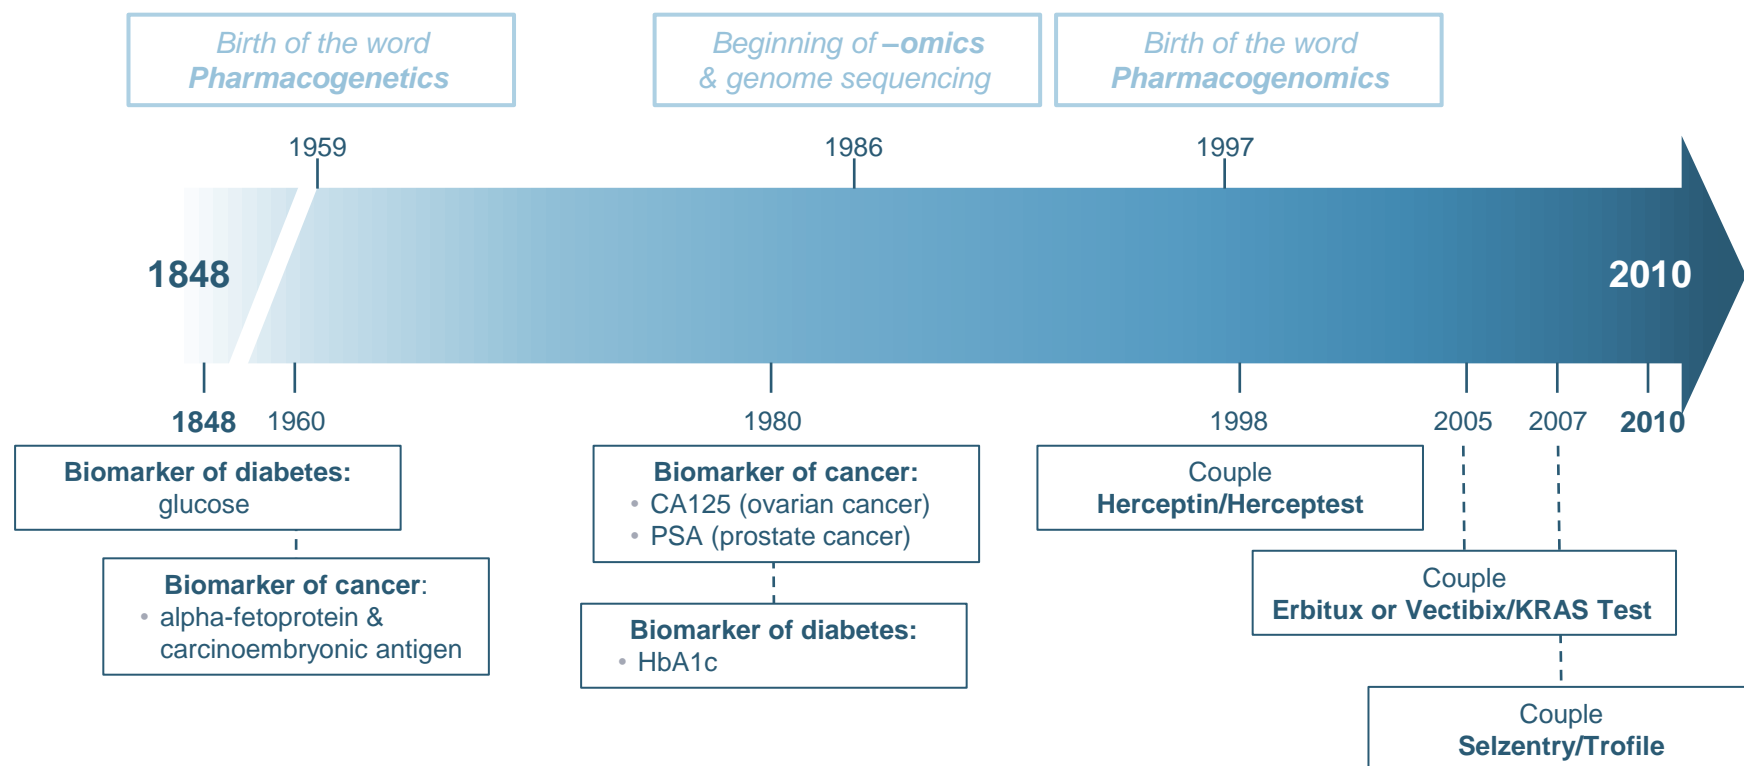 Birth of the word
Pharmacogenetics
Beginning of –omics
& genome sequencing
Birth of the word
Pharmacogenomics
1959
1986
1997
1848
2010
1848
1960
1980
1998
2005
2007
2010
Biomarker of diabetes:
glucose
Biomarker of cancer:
• alpha-fetoprotein &
carcinoembryonic antigen
Biomarker of cancer:
• CA125 (ovarian cancer)
• PSA (prostate cancer)
Biomarker of diabetes:
• HbA1c
Couple
Herceptin/Herceptest
Couple
Erbitux or Vectibix/KRAS Test
Couple
Selzentry/Trofile